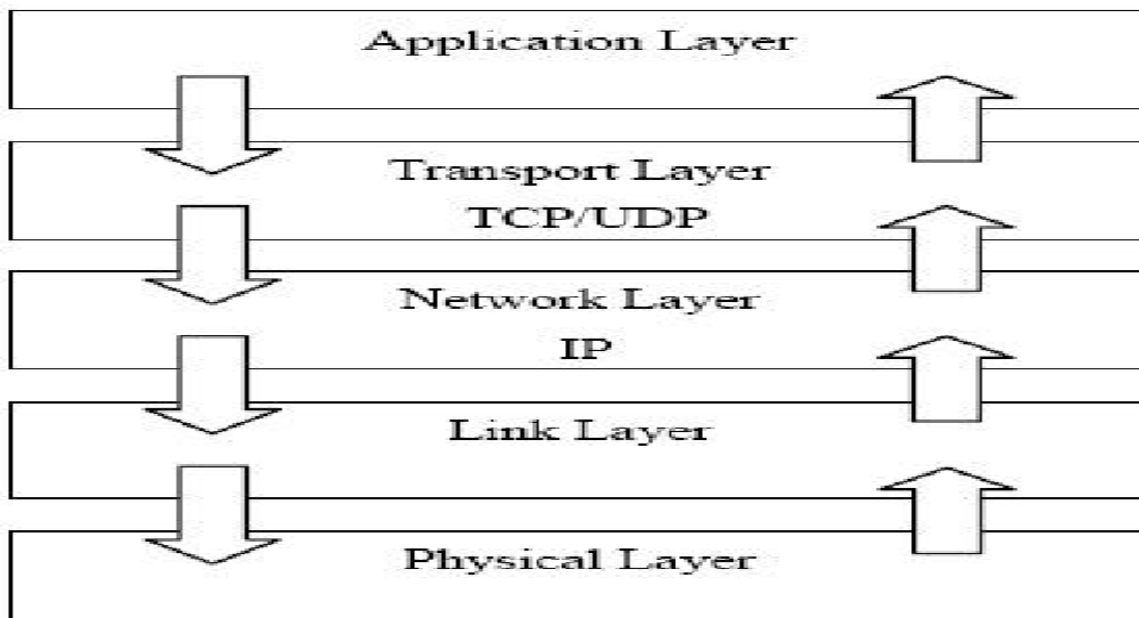 Application Layer
Transport Layer
TCP/UDP
Network Layer
IP
Link Layer
Physical Layer